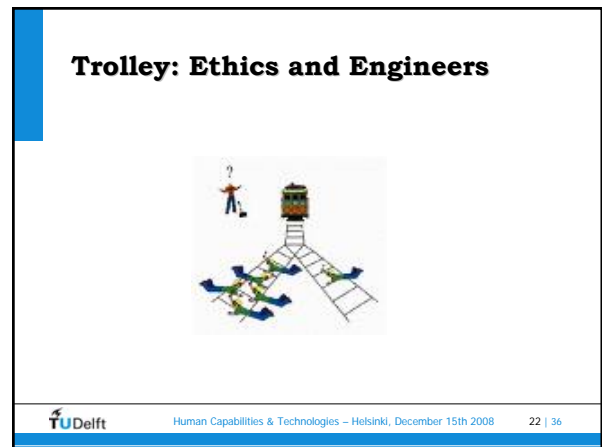 Trolley: Ethics and Engineers
?
TUDelft
Human Capabilities & Technologies – Helsinki, December 15th 2008
22 | 36